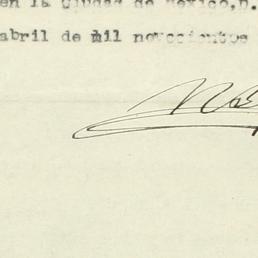 en la Ciudad de México, D.
abril de mil novecientos